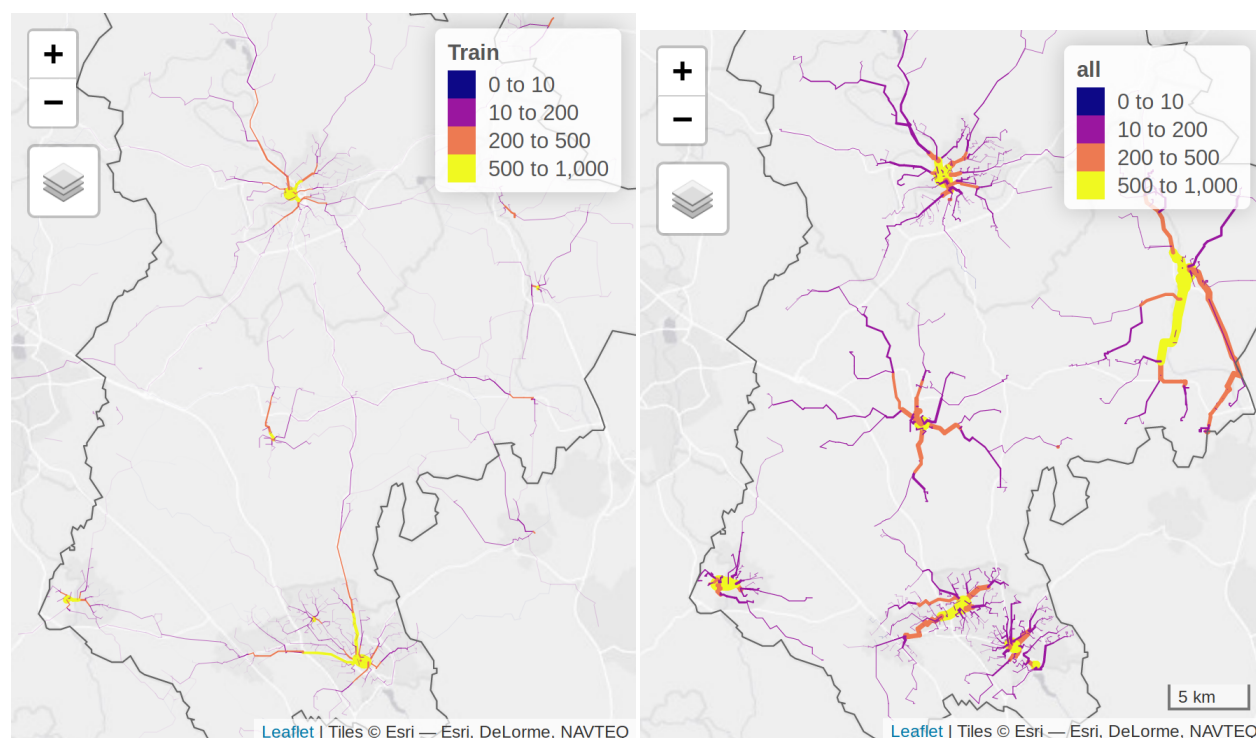 +
−
Train
0 to 10
10 to 200
200 to 500
500 to 1,000
Leaflet | Tiles © Esri — Esri, DeLorme, NAVTEQ
+
−
all
0 to 10
10 to 200
200 to 500
500 to 1,000
5 km
Leaflet | Tiles © Esri — Esri, DeLorme, NAVTEQ